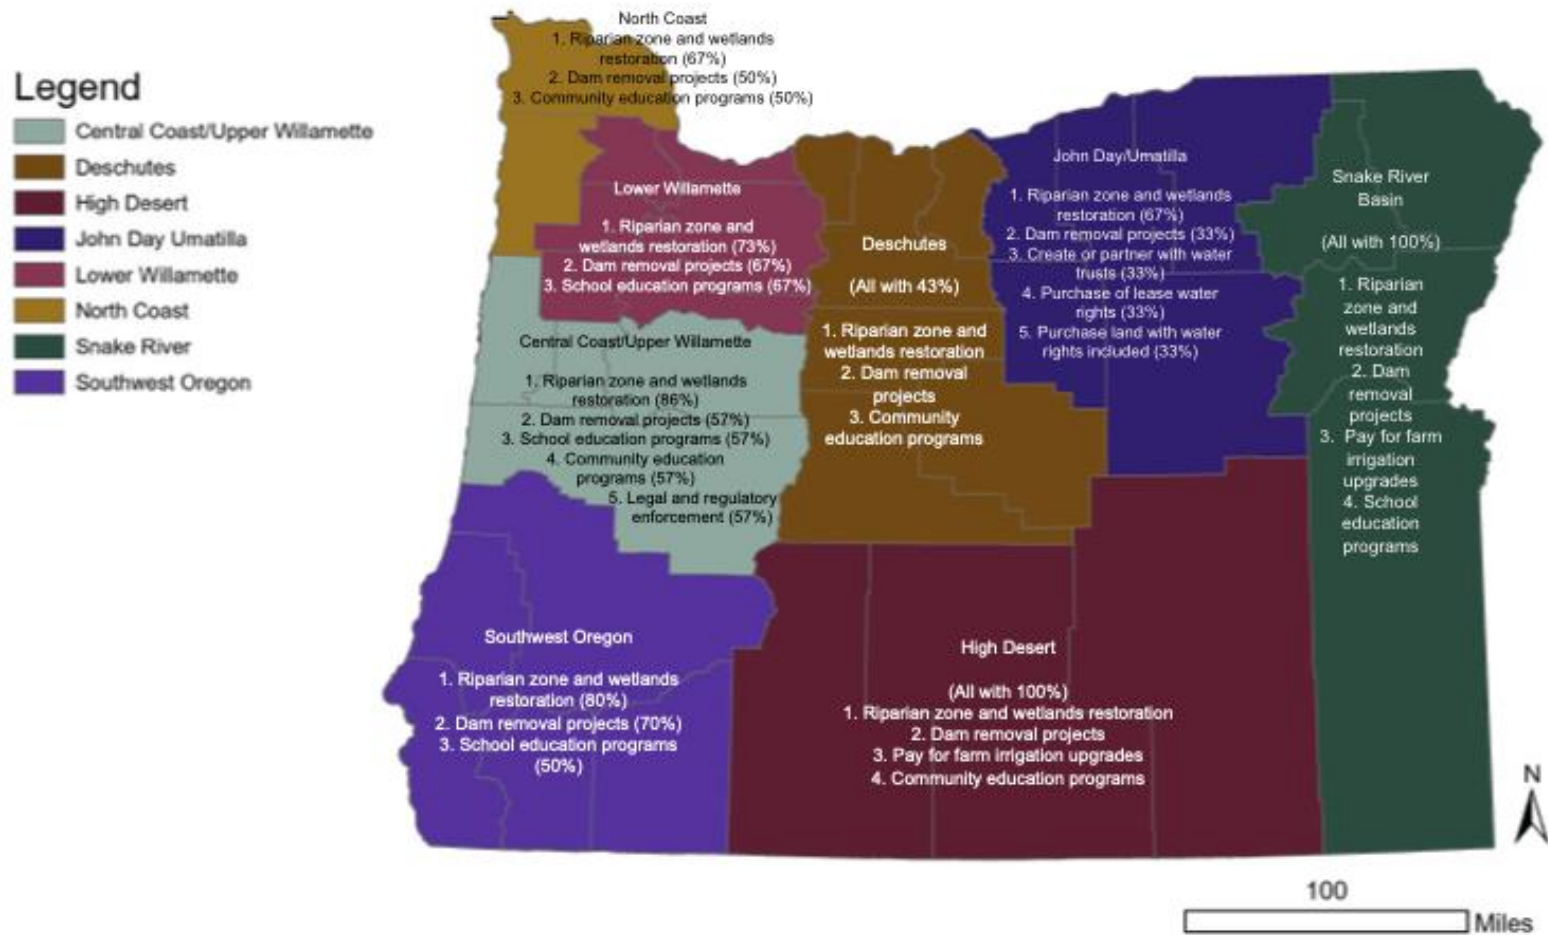 Legend
Central Coast/Upper Willamette
Deschutes
High Desert
John Day Umatilla
Lower Willamette
North Coast
Snake River
Southwest Oregon
North Coast
1. Riparian zone and wetlands
restoration (67%)
2. Dam removal projects (50%)
3. Community education programs (50%)
Lower Willamette
1. Riparian zone and
wetlands restoration (73%)
2. Dam removal projects (67%)
3. School education programs (67%)
Central Coast/Upper Willamette
1. Riparian zone and wetlands
restoration (86%)
2. Dam removal projects (57%)
3. School education programs (57%)
4. Community education
programs (57%)
5. Legal and regulatory
enforcement (57%)
Southwest Oregon
1. Riparian zone and wetlands
restoration (80%)
2. Dam removal projects (70%)
3. School education programs
(50%)
Deschutes
(All with 43%)
1. Riparian zone and
wetlands restoration
2. Dam removal
projects
3. Community
education programs
John Day/Umatilla
1. Riparian zone and wetlands
restoration (67%)
2. Dam removal projects (33%)
3. Create or partner with water
trusts (33%)
4. Purchase of lease water
rights (33%)
5. Purchase land with water
rights included (33%)
Snake River
Basin
(All with 100%)
1. Riparian
zone and
wetlands
restoration
2. Dam
removal
projects
3. Pay for farm
irrigation
upgrades
4. School
education
programs
High Desert
(All with 100%)
1. Riparian zone and wetlands restoration
2. Dam removal projects
3. Pay for farm irrigation upgrades
4. Community education programs
N
100
Miles